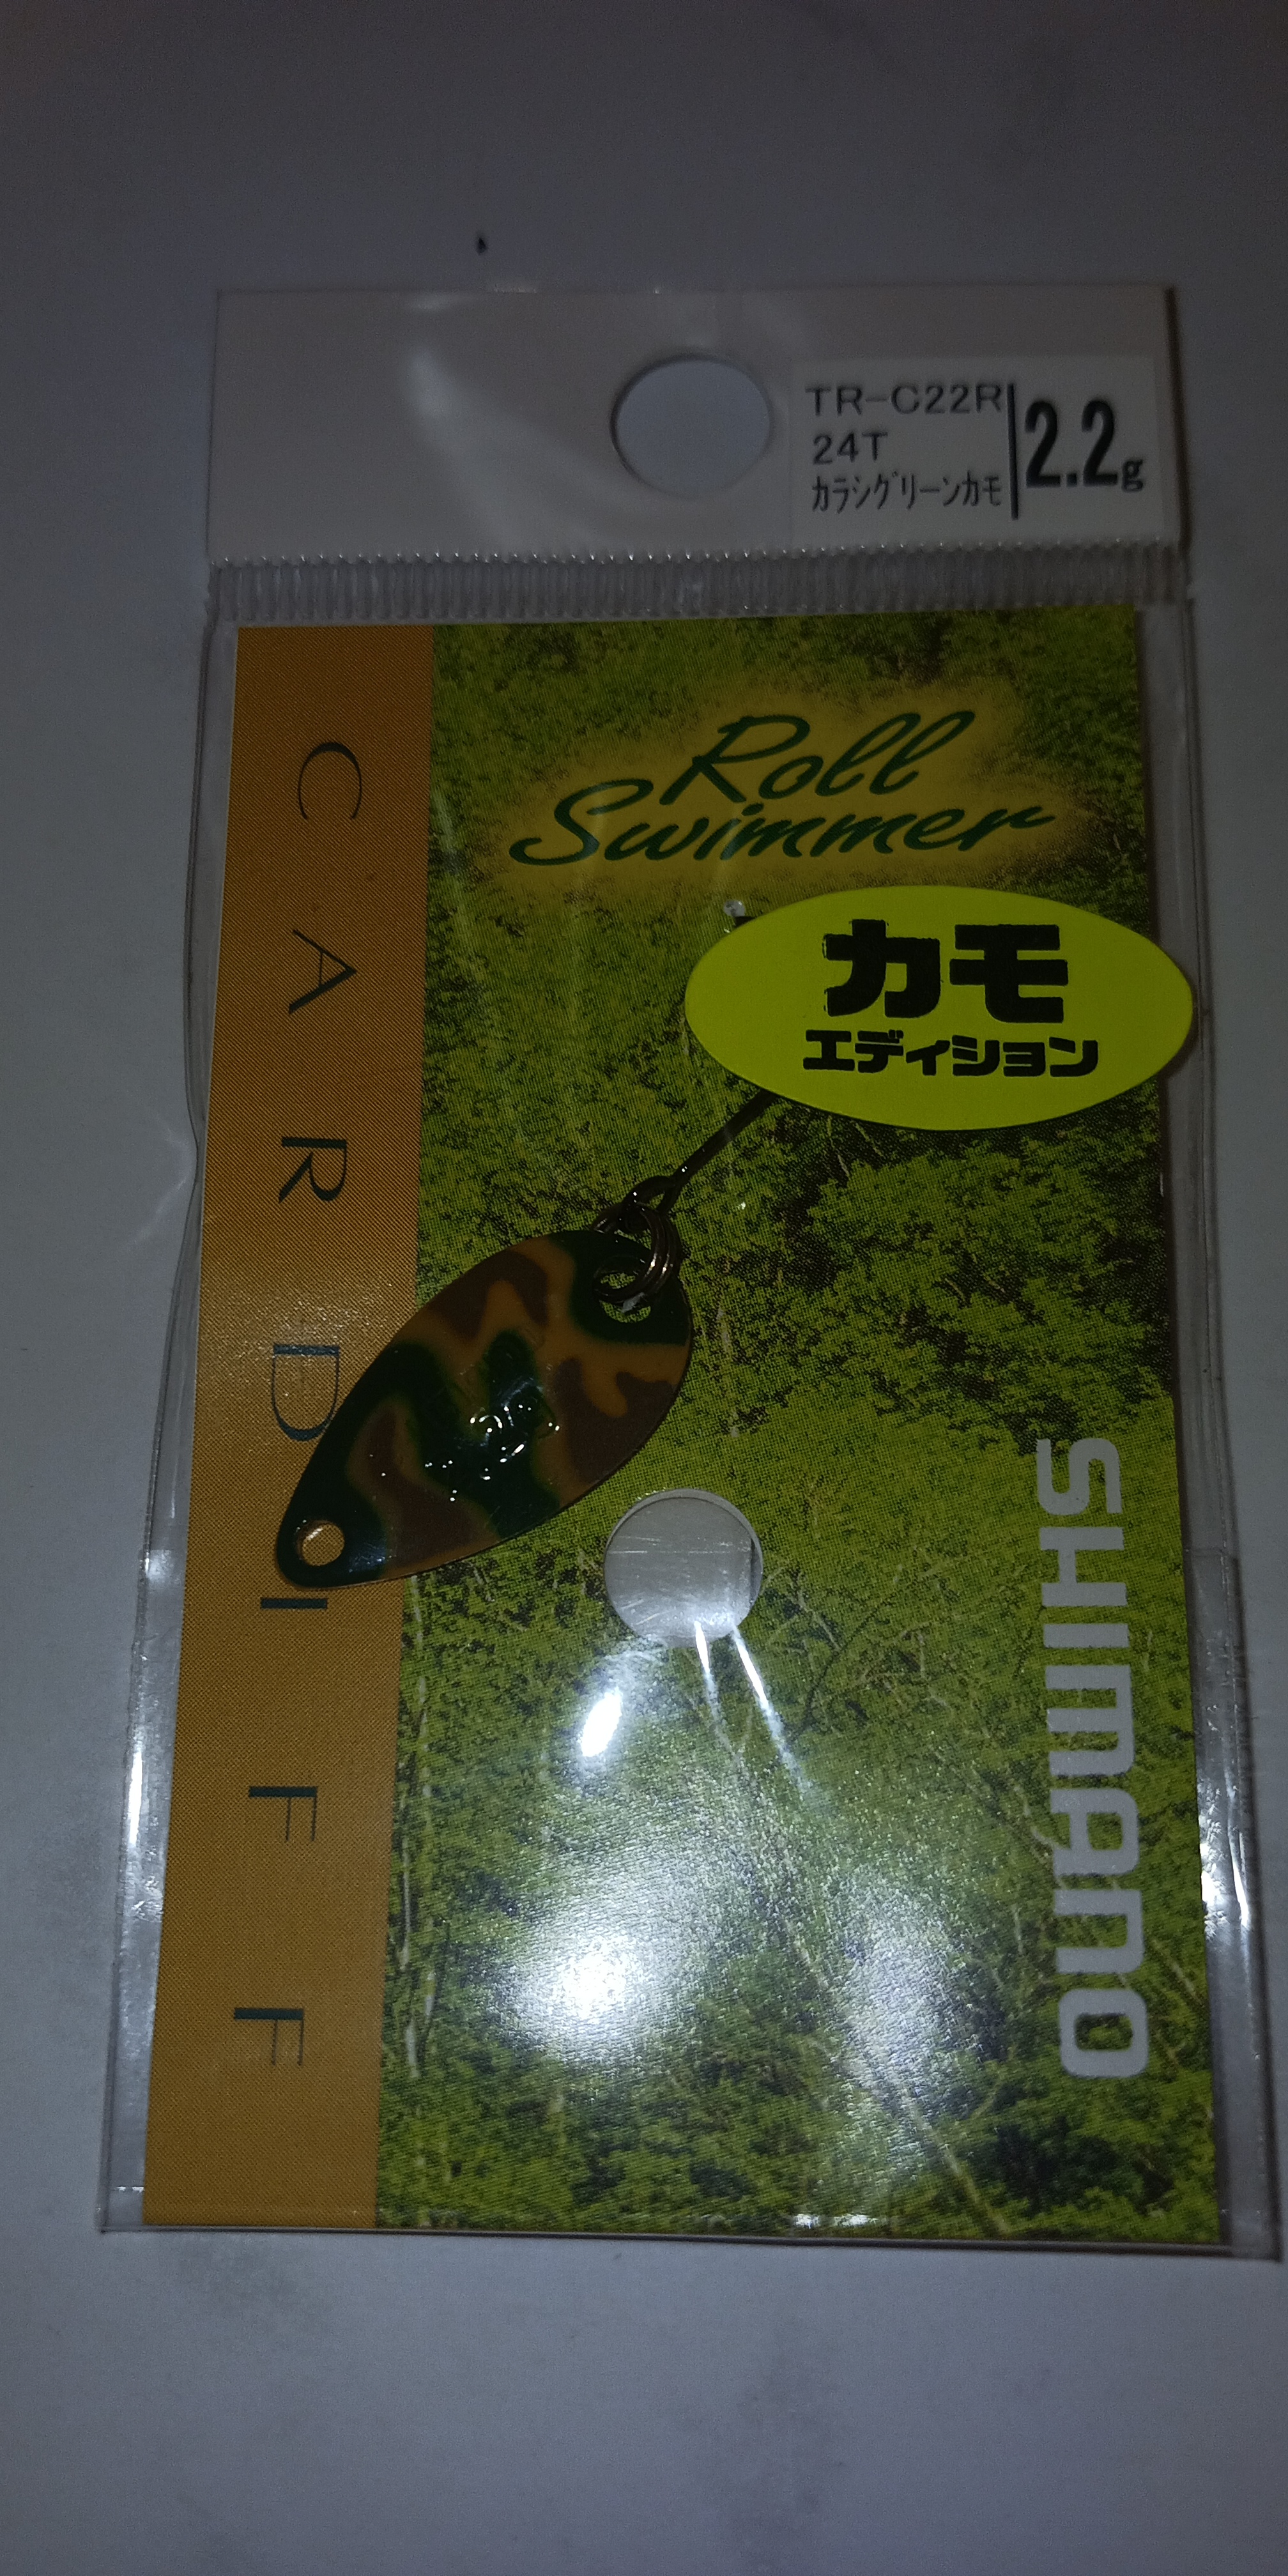 TR-C22R
24T
カラシグリーンカモ
2.2g
Roll
Swimmer
カモ
エディション
CARDIFF
SHIMANO